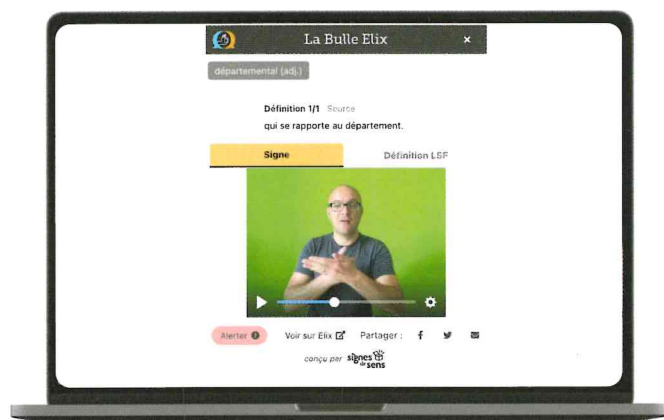 La Bulle Elix ×
départemental (adj.)
Définition 1/1 Source
qui se rapporte au département.
Signe Définition LSF
Alerter Voir sur Elix Partager :
conçu par signes de sens